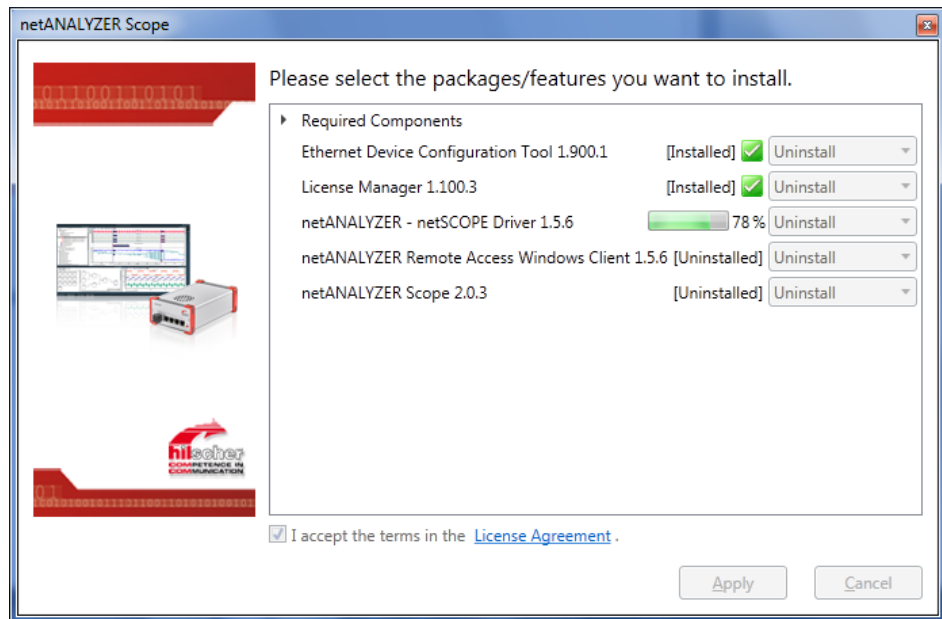 netANALYZER Scope
Please select the packages/features you want to install.
Required Components
Ethernet Device Configuration Tool 1.900.1 [Installed] Uninstall
License Manager 1.100.3 [Installed] Uninstall
netANALYZER - netSCOPE Driver 1.5.6 78 % Uninstall
netANALYZER Remote Access Windows Client 1.5.6 [Uninstalled] Uninstall
netANALYZER Scope 2.0.3 [Uninstalled] Uninstall
hilscher
COMPETENCE IN
COMMUNICATION
I accept the terms in the License Agreement .
Apply Cancel